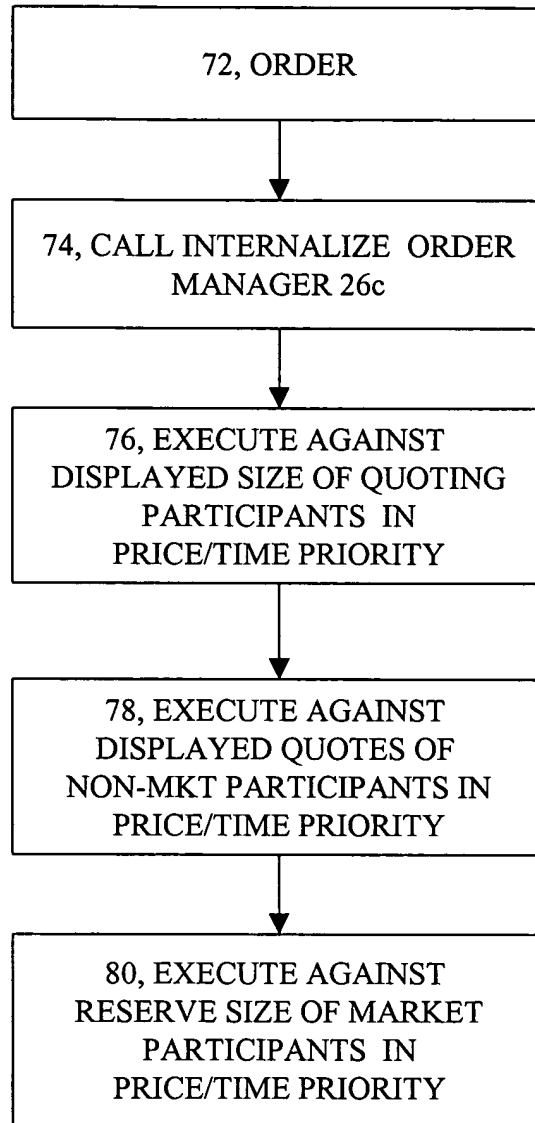 72, ORDER
74, CALL INTERNALIZE ORDER
MANAGER 26c
76, EXECUTE AGAINST
DISPLAYED SIZE OF QUOTING
PARTICIPANTS IN
PRICE/TIME PRIORITY
78, EXECUTE AGAINST
DISPLAYED QUOTES OF
NON-MKT PARTICIPANTS IN
PRICE/TIME PRIORITY
80, EXECUTE AGAINST
RESERVE SIZE OF MARKET
PARTICIPANTS IN
PRICE/TIME PRIORITY